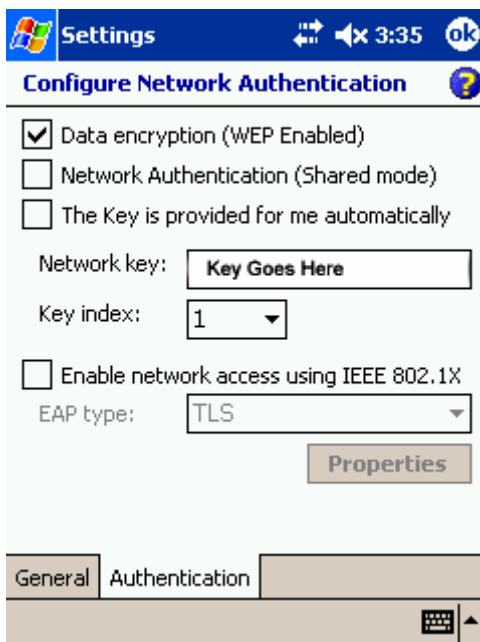 Settings 3:35 ok
Configure Network Authentication ?
Data encryption (WEP Enabled)
Network Authentication (Shared mode)
The Key is provided for me automatically
Network key: Key Goes Here
Key index: 1
Enable network access using IEEE 802.1X
EAP type: TLS
Properties
General Authentication